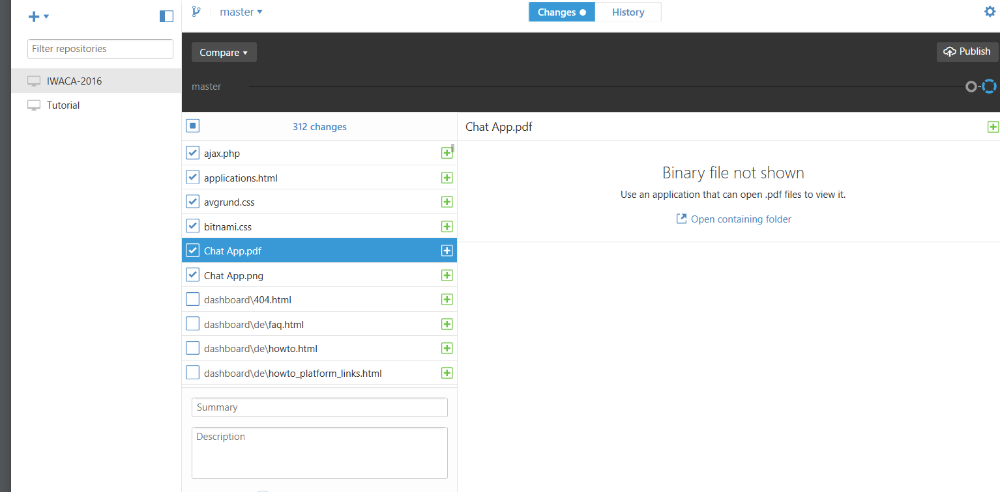 master
Changes
History
Filter repositories
Compare
Publish
IWACA-2016
master
Tutorial
312 changes
Chat App.pdf
ajax.php
applications.html
avgrund.css
bitnami.css
Chat App.pdf
Chat App.png
dashboard\404.html
dashboard\de\faq.html
dashboard\de\howto.html
dashboard\de\howto_platform_links.html
Binary file not shown
Use an application that can open .pdf files to view it.
Open containing folder
Summary
Description